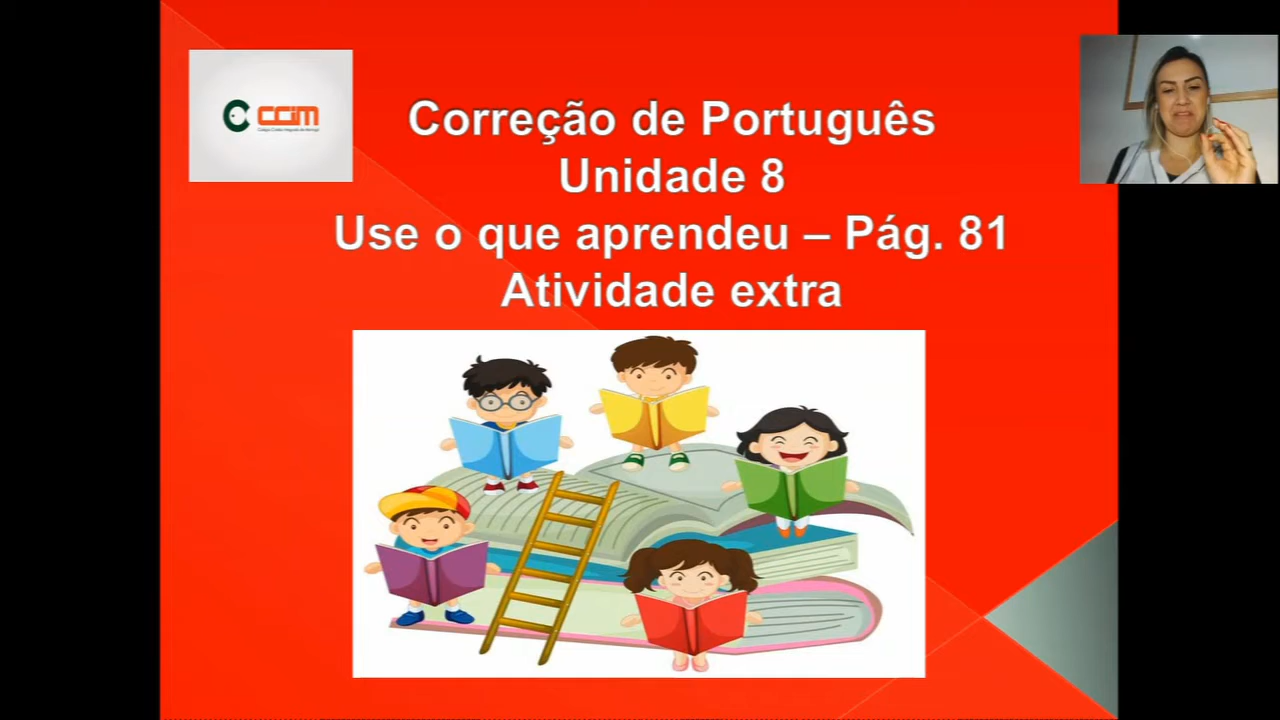 CCIM
Correção de Português
Unidade 8
Use o que aprendeu – Pág. 81
Atividade extra